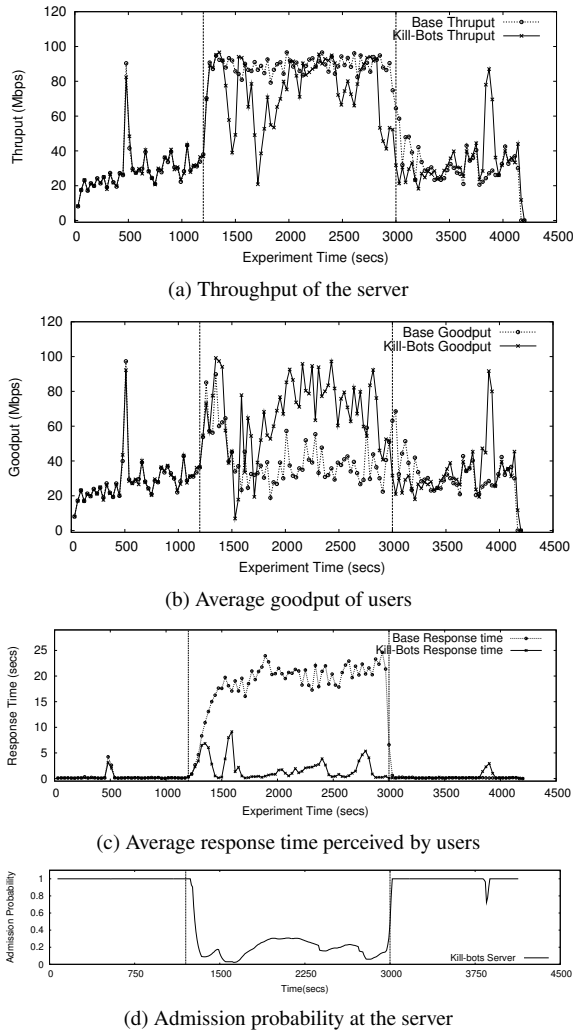 120
100
80
60
40
20
0
Thruput (Mbps)
Base Thruput
Kill-Bots Thruput
0 500 1000 1500 2000 2500 3000 3500 4000 4500
Experiment Time (secs)
(a) Throughput of the server
120
100
80
60
40
20
0
Goodput (Mbps)
Base Goodput
Kill-Bots Goodput
0 500 1000 1500 2000 2500 3000 3500 4000 4500
Experiment Time (secs)
(b) Average goodput of users
25
20
15
10
5
0
Response Time (secs)
Base Response time
Kill-Bots Response time
0 500 1000 1500 2000 2500 3000 3500 4000 4500
Experiment Time (secs)
(c) Average response time perceived by users
1
0.8
0.6
0.4
0.2
0
Admission Probability
Kill-bots Server
0 750 1500 2250 3000 3750 4500
Time(secs)
(d) Admission probability at the server